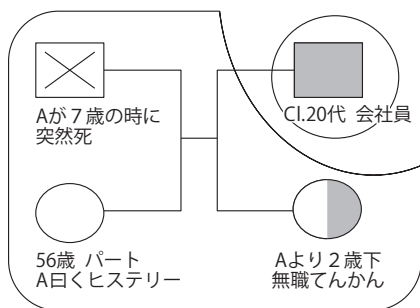 Aが７歳の時に
突然死
Cl.20代 会社員
56歳 パート
A曰くヒステリー
Aより２歳下
無職てんかん